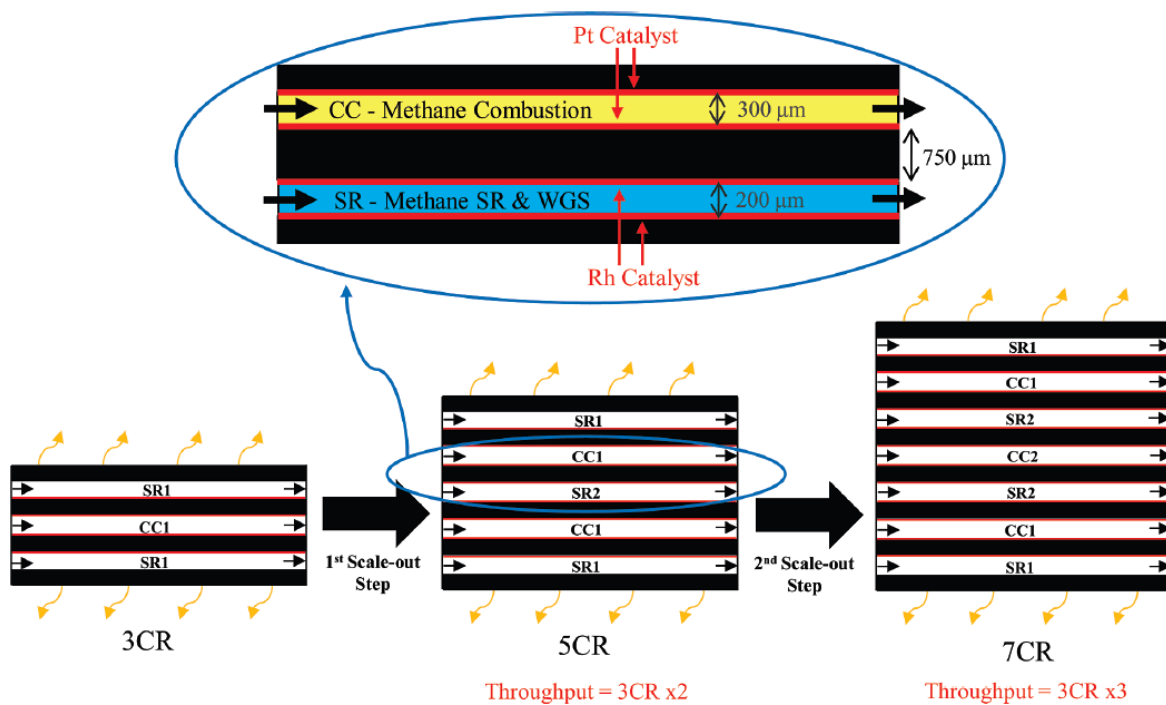 Pt Catalyst
CC - Methane Combustion
300 μm
750 μm
SR - Methane SR & WGS
200 μm
Rh Catalyst
SR1
CC1
SR1
3CR
1st Scale-out
Step
SR1
CC1
SR2
CC1
SR1
5CR
Throughput = 3CR x2
2nd Scale-out
Step
SR1
CC1
SR2
CC2
SR2
CC1
SR1
7CR
Throughput = 3CR x3